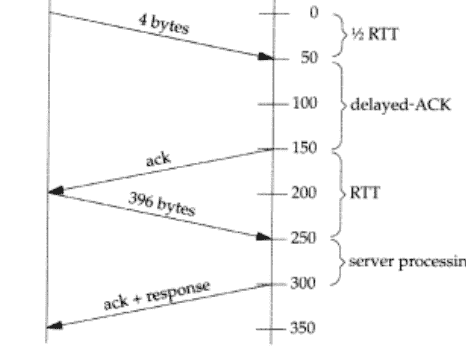 0
4 bytes
½ RTT
50
100
delayed-ACK
150
ack
200
RTT
396 bytes
250
server processin
300
ack + response
350